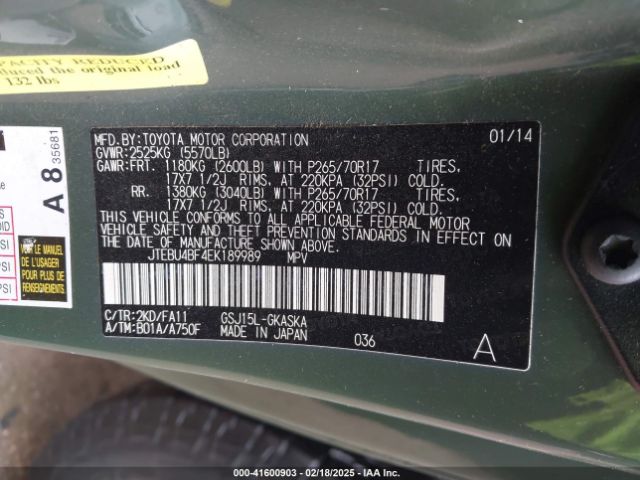 CAPACITY REDUCED
the original load
132 lbs
A 8 35681
VOIR LE MANUEL
DE L'USAGER
MFD.BY:TOYOTA MOTOR CORPORATION 01/14
GVWR:2525KG (5570LB)
GAWR:FRT. 1180KG (2600LB) WITH P265/70R17 TIRES,
17X7 1/2J RIMS, AT 220KPA (32PSI) COLD.
RR. 1380KG (3040LB) WITH P265/70R17 TIRES,
17X7 1/2J RIMS, AT 220KPA (32PSI) COLD.
THIS VEHICLE CONFORMS TO ALL APPLICABLE FEDERAL MOTOR
VEHICLE SAFETY AND THEFT PREVENTION STANDARDS IN EFFECT
ON THE DATE OF MANUFACTURE SHOWN ABOVE.
JTEBU4BF4EK189989 MPV
C/TR:2KD/FA11 GSJ15L-GKASKA
A/TM:B01A/A750F MADE IN JAPAN 036 A
000-41600903 - 02/18/2025 - IAA Inc.